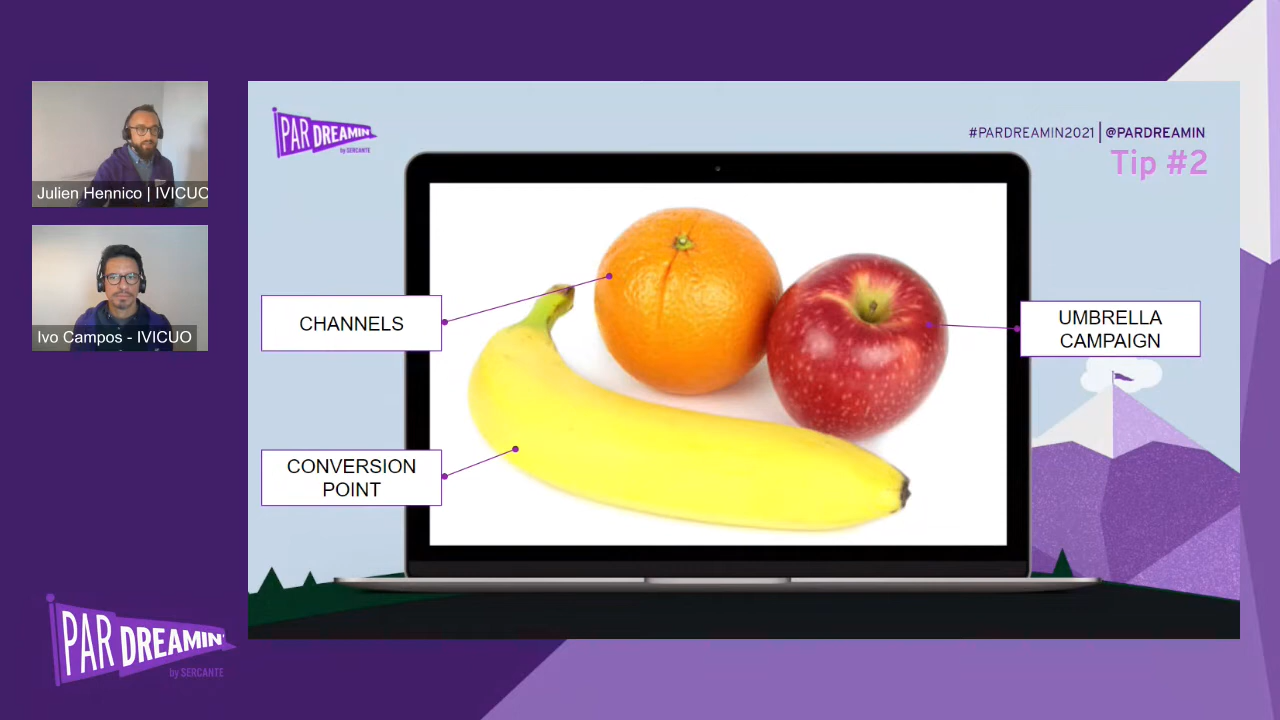 Julien Hennico | IVICUO
Ivo Campos - IVICUO
PAR DREAMIN'
by SERCANTE
#PARDREAMIN2021 | @PARDREAMIN
Tip #2
CHANNELS
UMBRELLA
CAMPAIGN
CONVERSION
POINT
PAR DREAMIN'
by SERCANTE